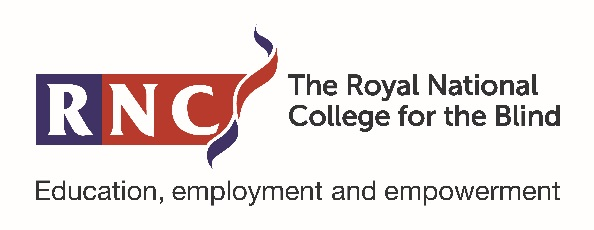 RNC
The Royal National
College for the Blind
Education, employment and empowerment